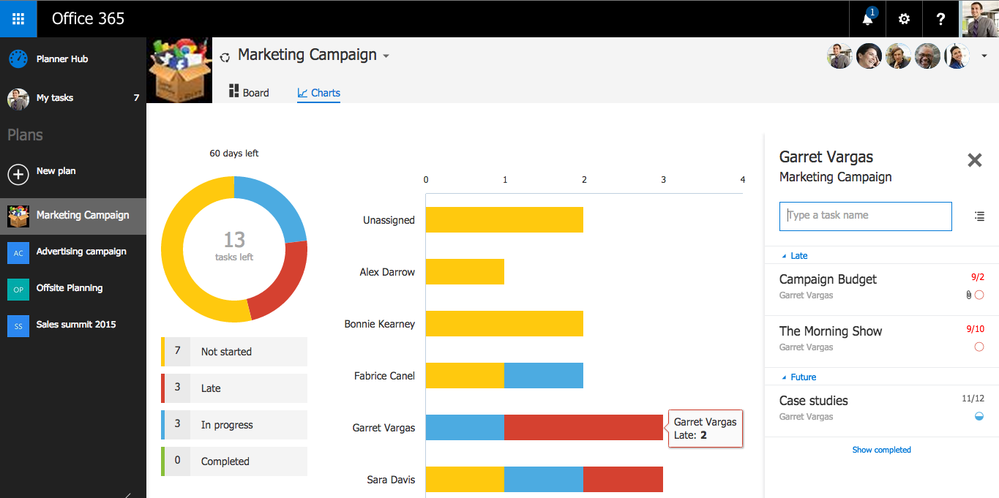 Office 365
1
?
Planner Hub
My tasks 7
Plans
New plan
Marketing Campaign
AC Advertising campaign
OP Offsite Planning
SS Sales summit 2015
Marketing Campaign
Board Charts
60 days left
13
tasks left
7 Not started
3 Late
3 In progress
0 Completed
0 1 2 3 4
Unassigned
Alex Darrow
Bonnie Kearney
Fabrice Canel
Garret Vargas
Sara Davis
Garret Vargas
Late: 2
Garret Vargas
Marketing Campaign
Type a task name
Late
Campaign Budget 9/2
Garret Vargas
The Morning Show 9/10
Garret Vargas
Future
Case studies 11/12
Garret Vargas
Show completed